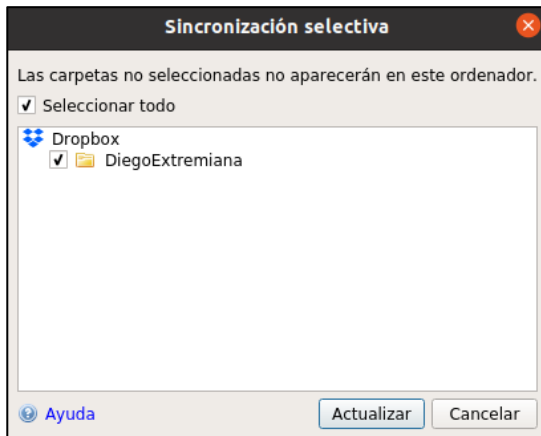 Sincronización selectiva
Las carpetas no seleccionadas no aparecerán en este ordenador.
Seleccionar todo
Dropbox
DiegoExtremiana
Ayuda
Actualizar
Cancelar